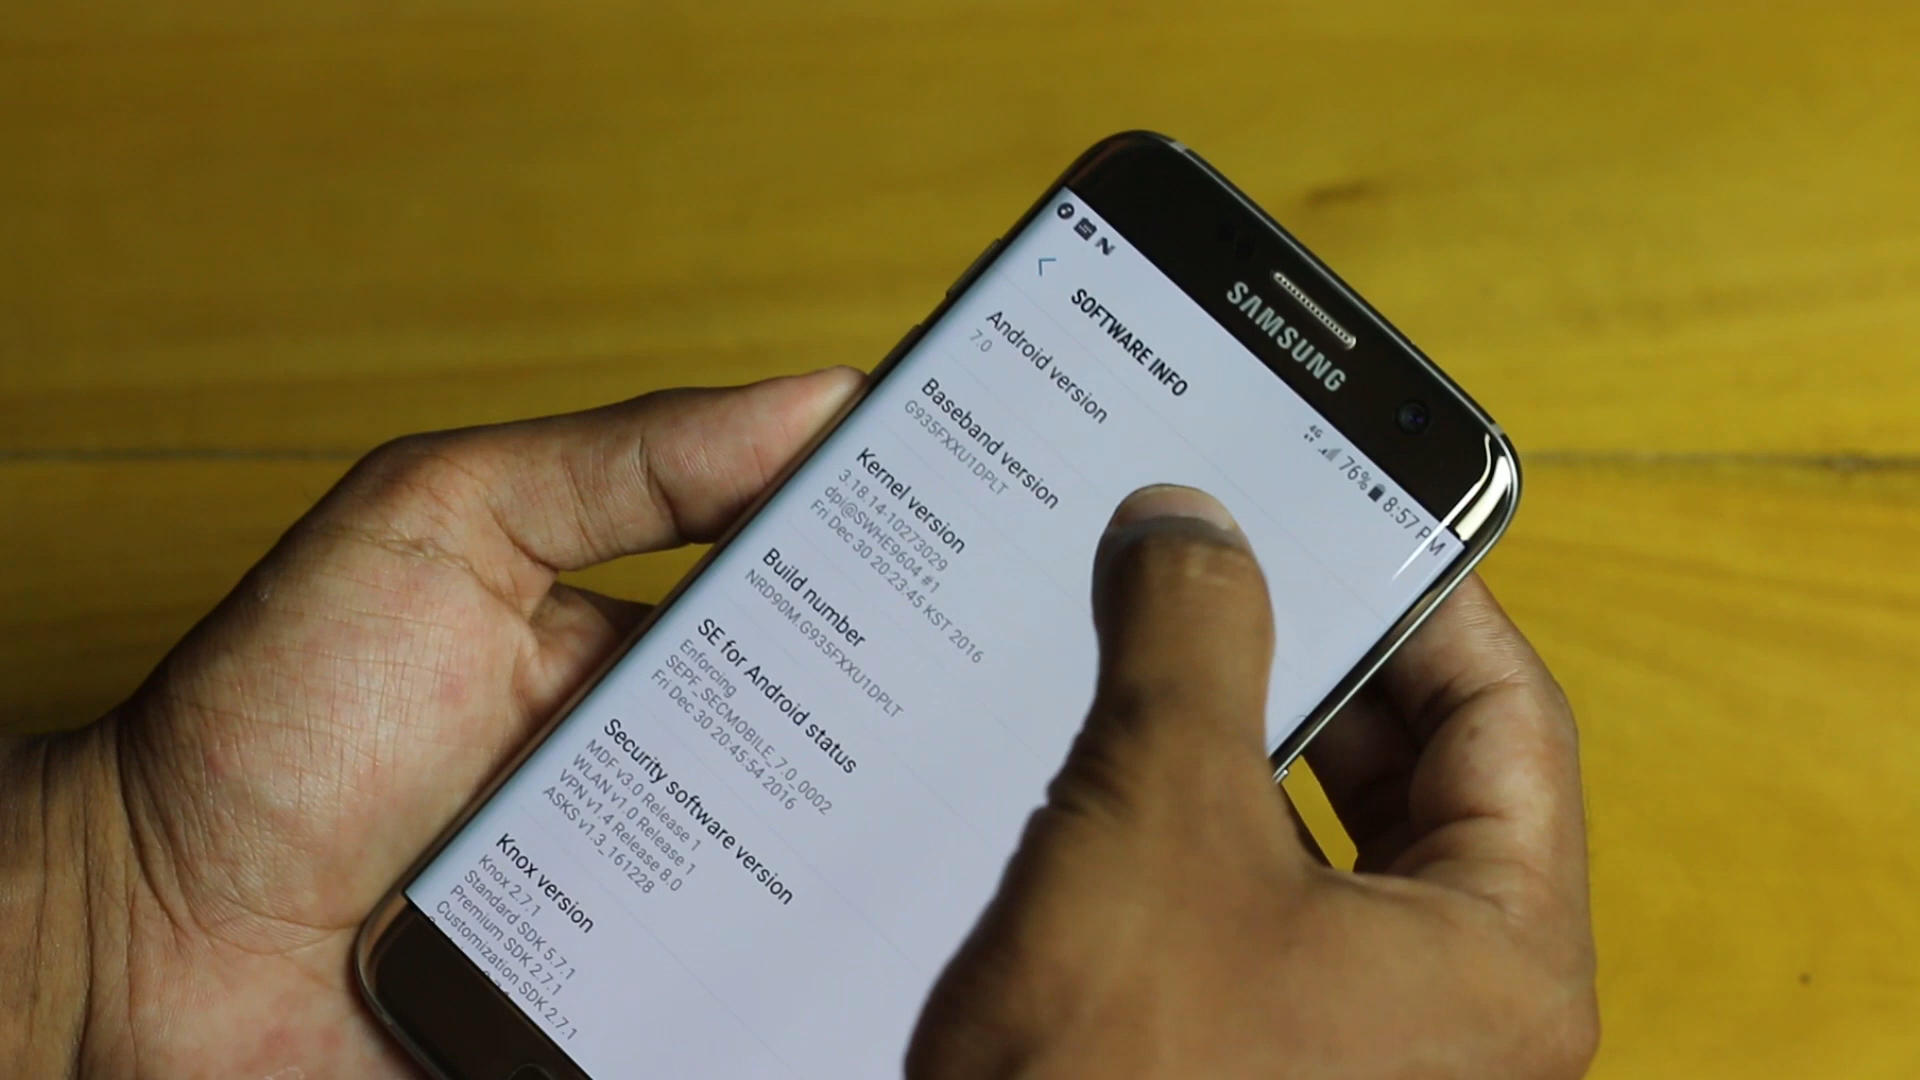 SAMSUNG
4G 76% 8:57 PM
SOFTWARE INFO
Android version
7.0
Baseband version
G935FXXU1DPLT
Kernel version
3.18.14-10273029
dpi@SWHE9604 #1
Fri Dec 30 20:23:45 KST 2016
Build number
NRD90M.G935FXXU1DPLT
SE for Android status
Enforcing
SEPF_SECMOBILE_7.0_0002
Fri Dec 30 20:45:54 2016
Security software version
MDF v3.0 Release 1
WLAN v1.0 Release 1
VPN v1.4 Release 8.0
ASKS v1.3_161228
Knox version
Knox 2.7.1
Standard SDK 5.7.1
Premium SDK 2.7.1
Customization SDK 2.7.1